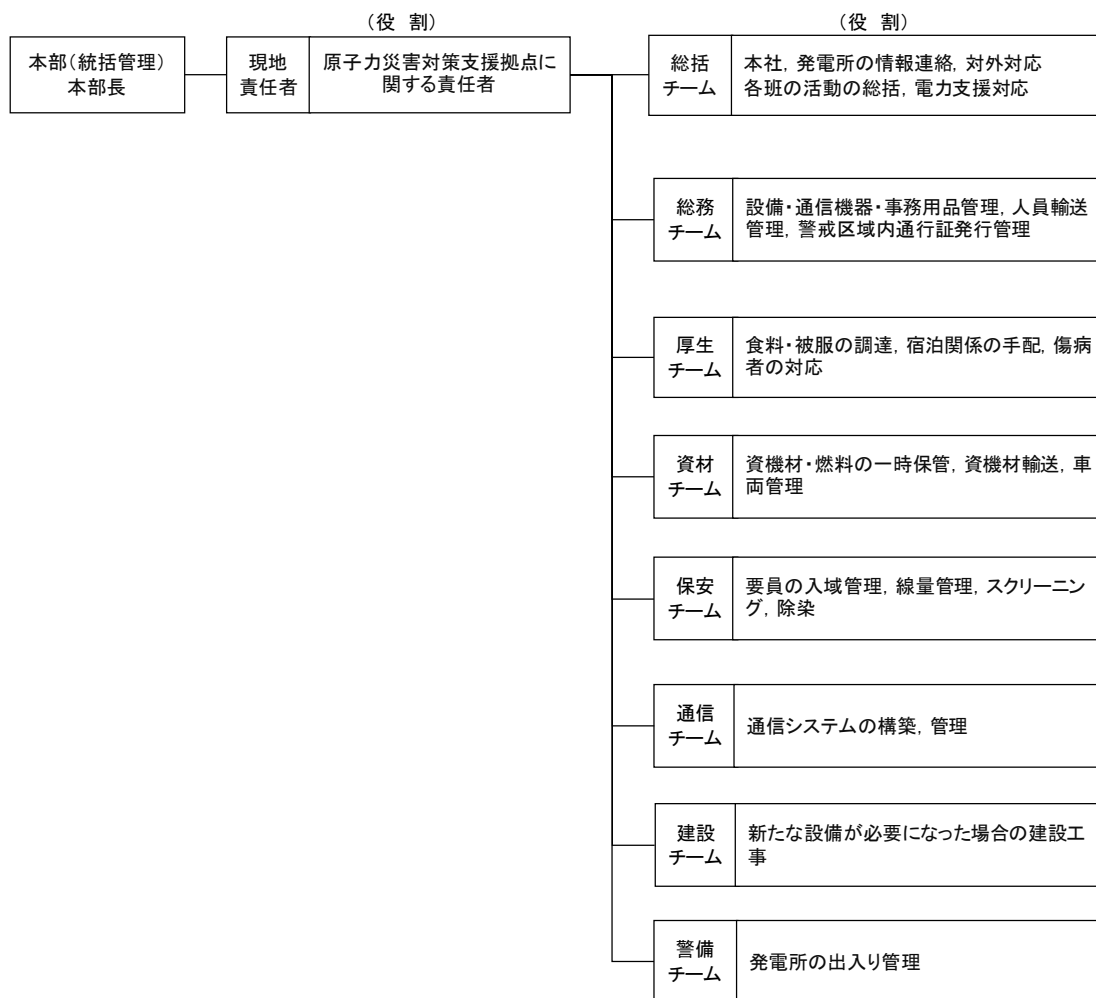 （役 割）
（役 割）
本部（統括管理）
本部長
現地
責任者
原子力災害対策支援拠点に
関する責任者
総括
チーム
本社，発電所の情報連絡，対外対応
各班の活動の総括，電力支援対応
総務
チーム
設備・通信機器・事務用品管理，人員輸送
管理，警戒区域内通行証発行管理
厚生
チーム
食料・被服の調達，宿泊関係の手配，傷病
者の対応
資材
チーム
資機材・燃料の一時保管，資機材輸送，車
両管理
保安
チーム
要員の入域管理，線量管理，スクリーニン
グ，除染
通信
チーム
通信システムの構築，管理
建設
チーム
新たな設備が必要になった場合の建設工
事
警備
チーム
発電所の出入り管理